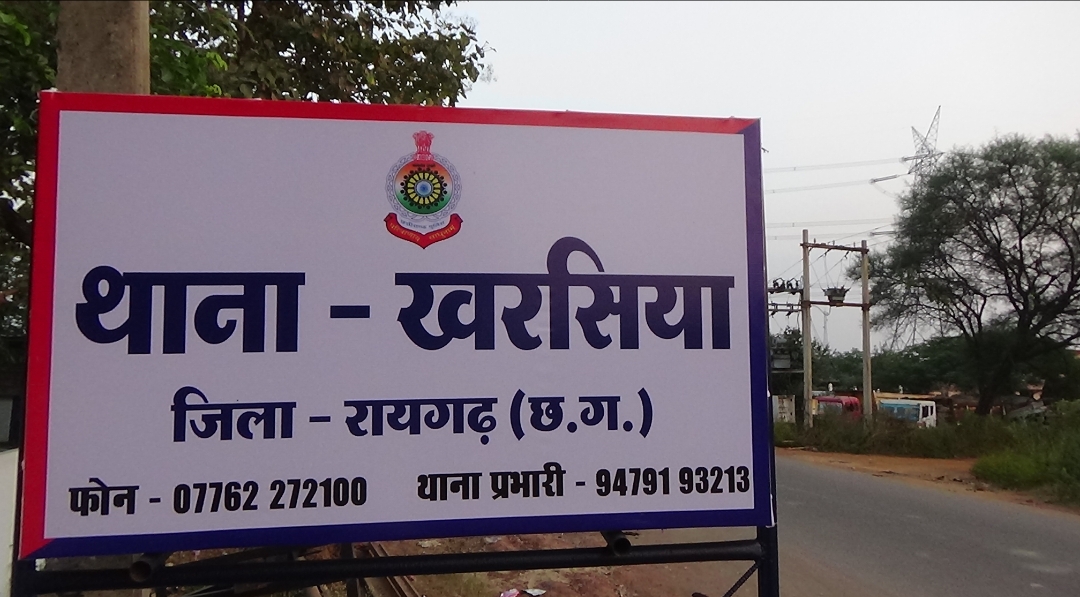 थाना - खरसिया
जिला - रायगढ़ (छ.ग.)
फोन - 07762 272100 थाना प्रभारी - 94791 93213